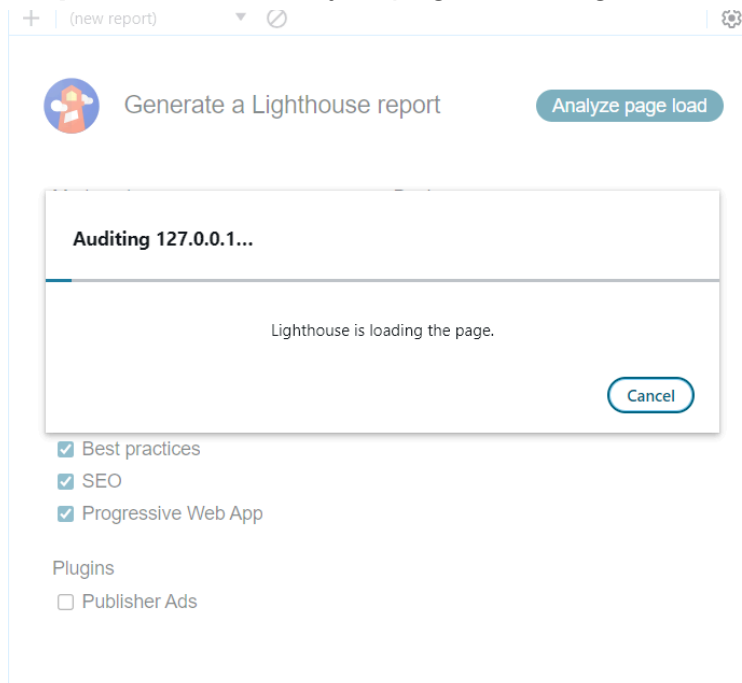 (new report)
Generate a Lighthouse report
Analyze page load
Auditing 127.0.0.1...
Lighthouse is loading the page.
Cancel
Best practices
SEO
Progressive Web App
Plugins
Publisher Ads